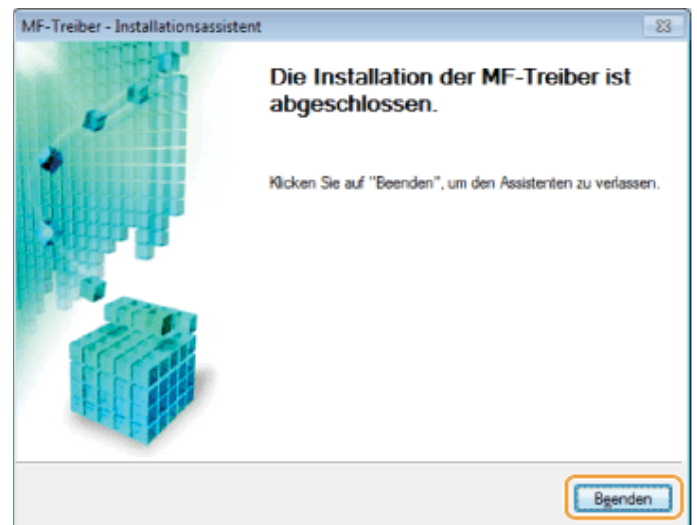 MF-Treiber - Installationsassistent
Die Installation der MF-Treiber ist
abgeschlossen.
Klicken Sie auf "Beenden", um den Assistenten zu verlassen.
Beenden